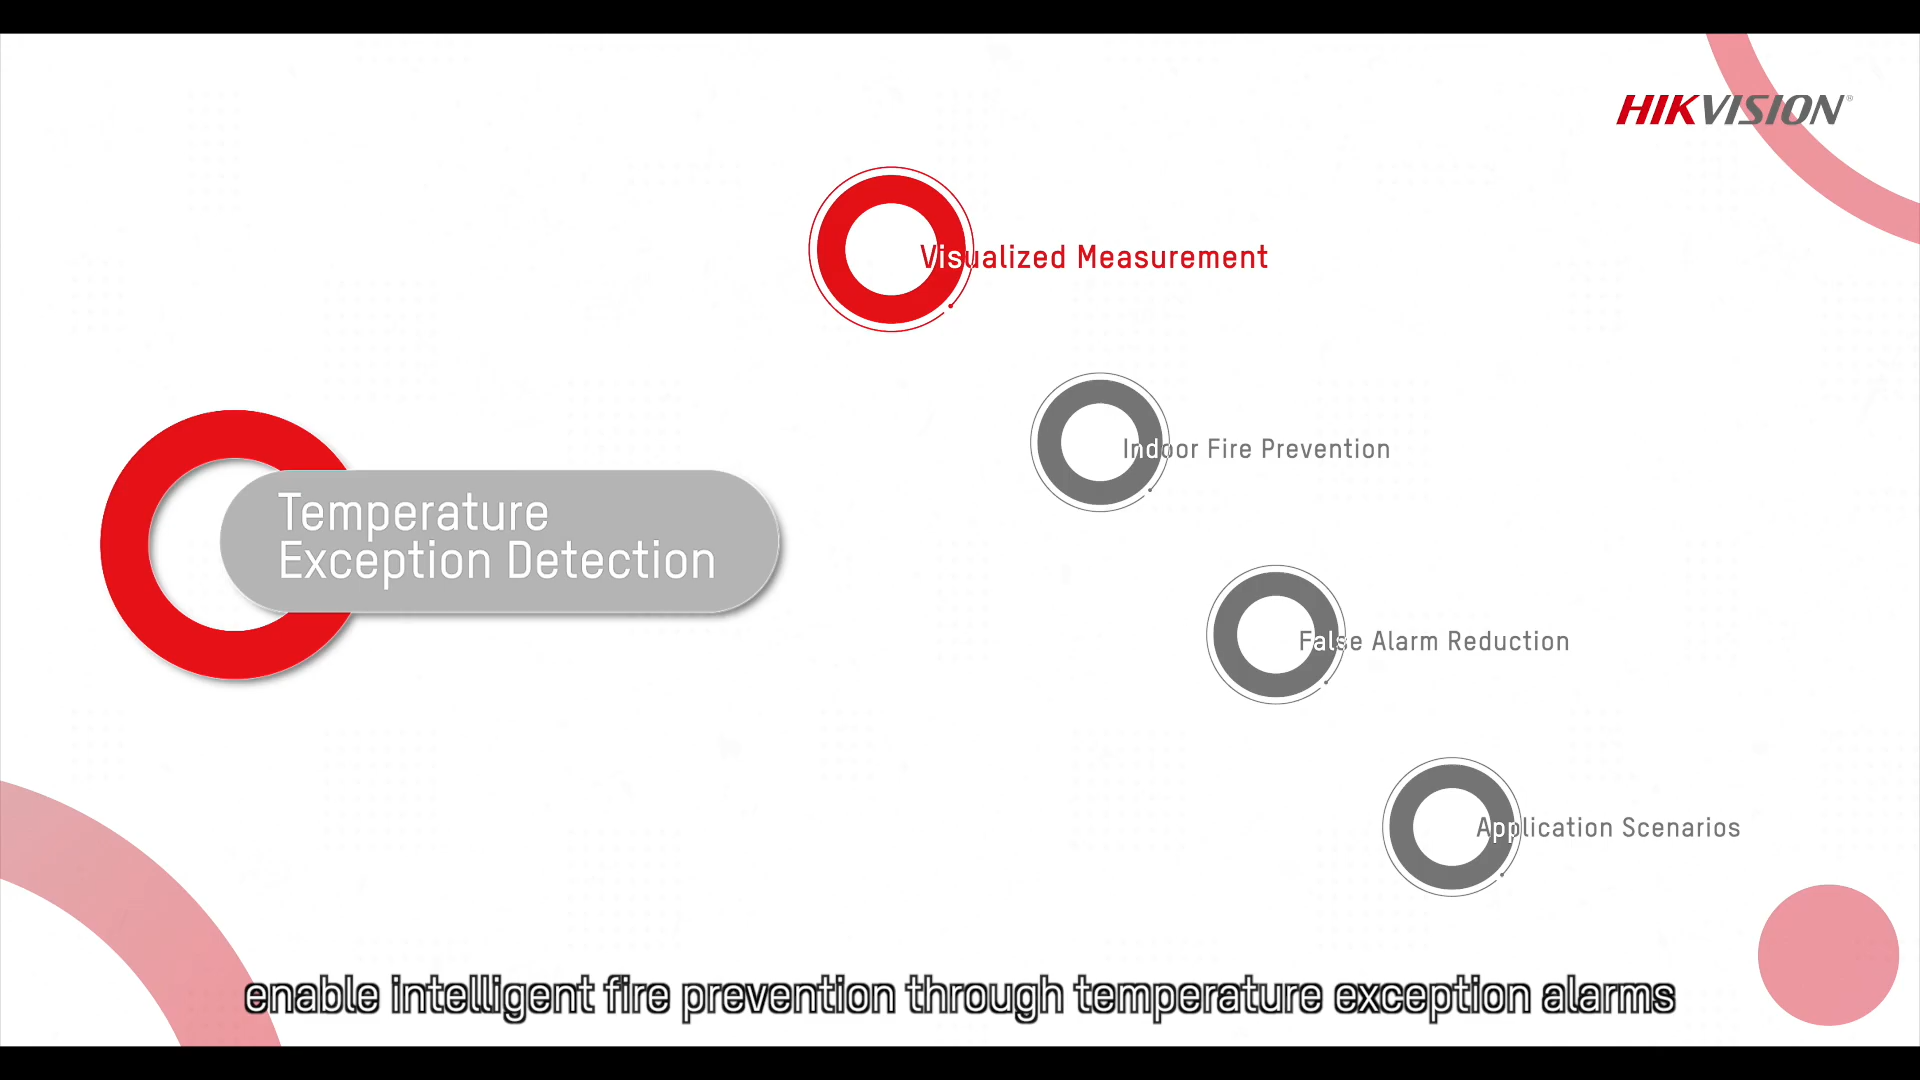 HIKVISION®
Visualized Measurement
Indoor Fire Prevention
Temperature
Exception Detection
False Alarm Reduction
Application Scenarios
enable intelligent fire prevention through temperature exception alarms